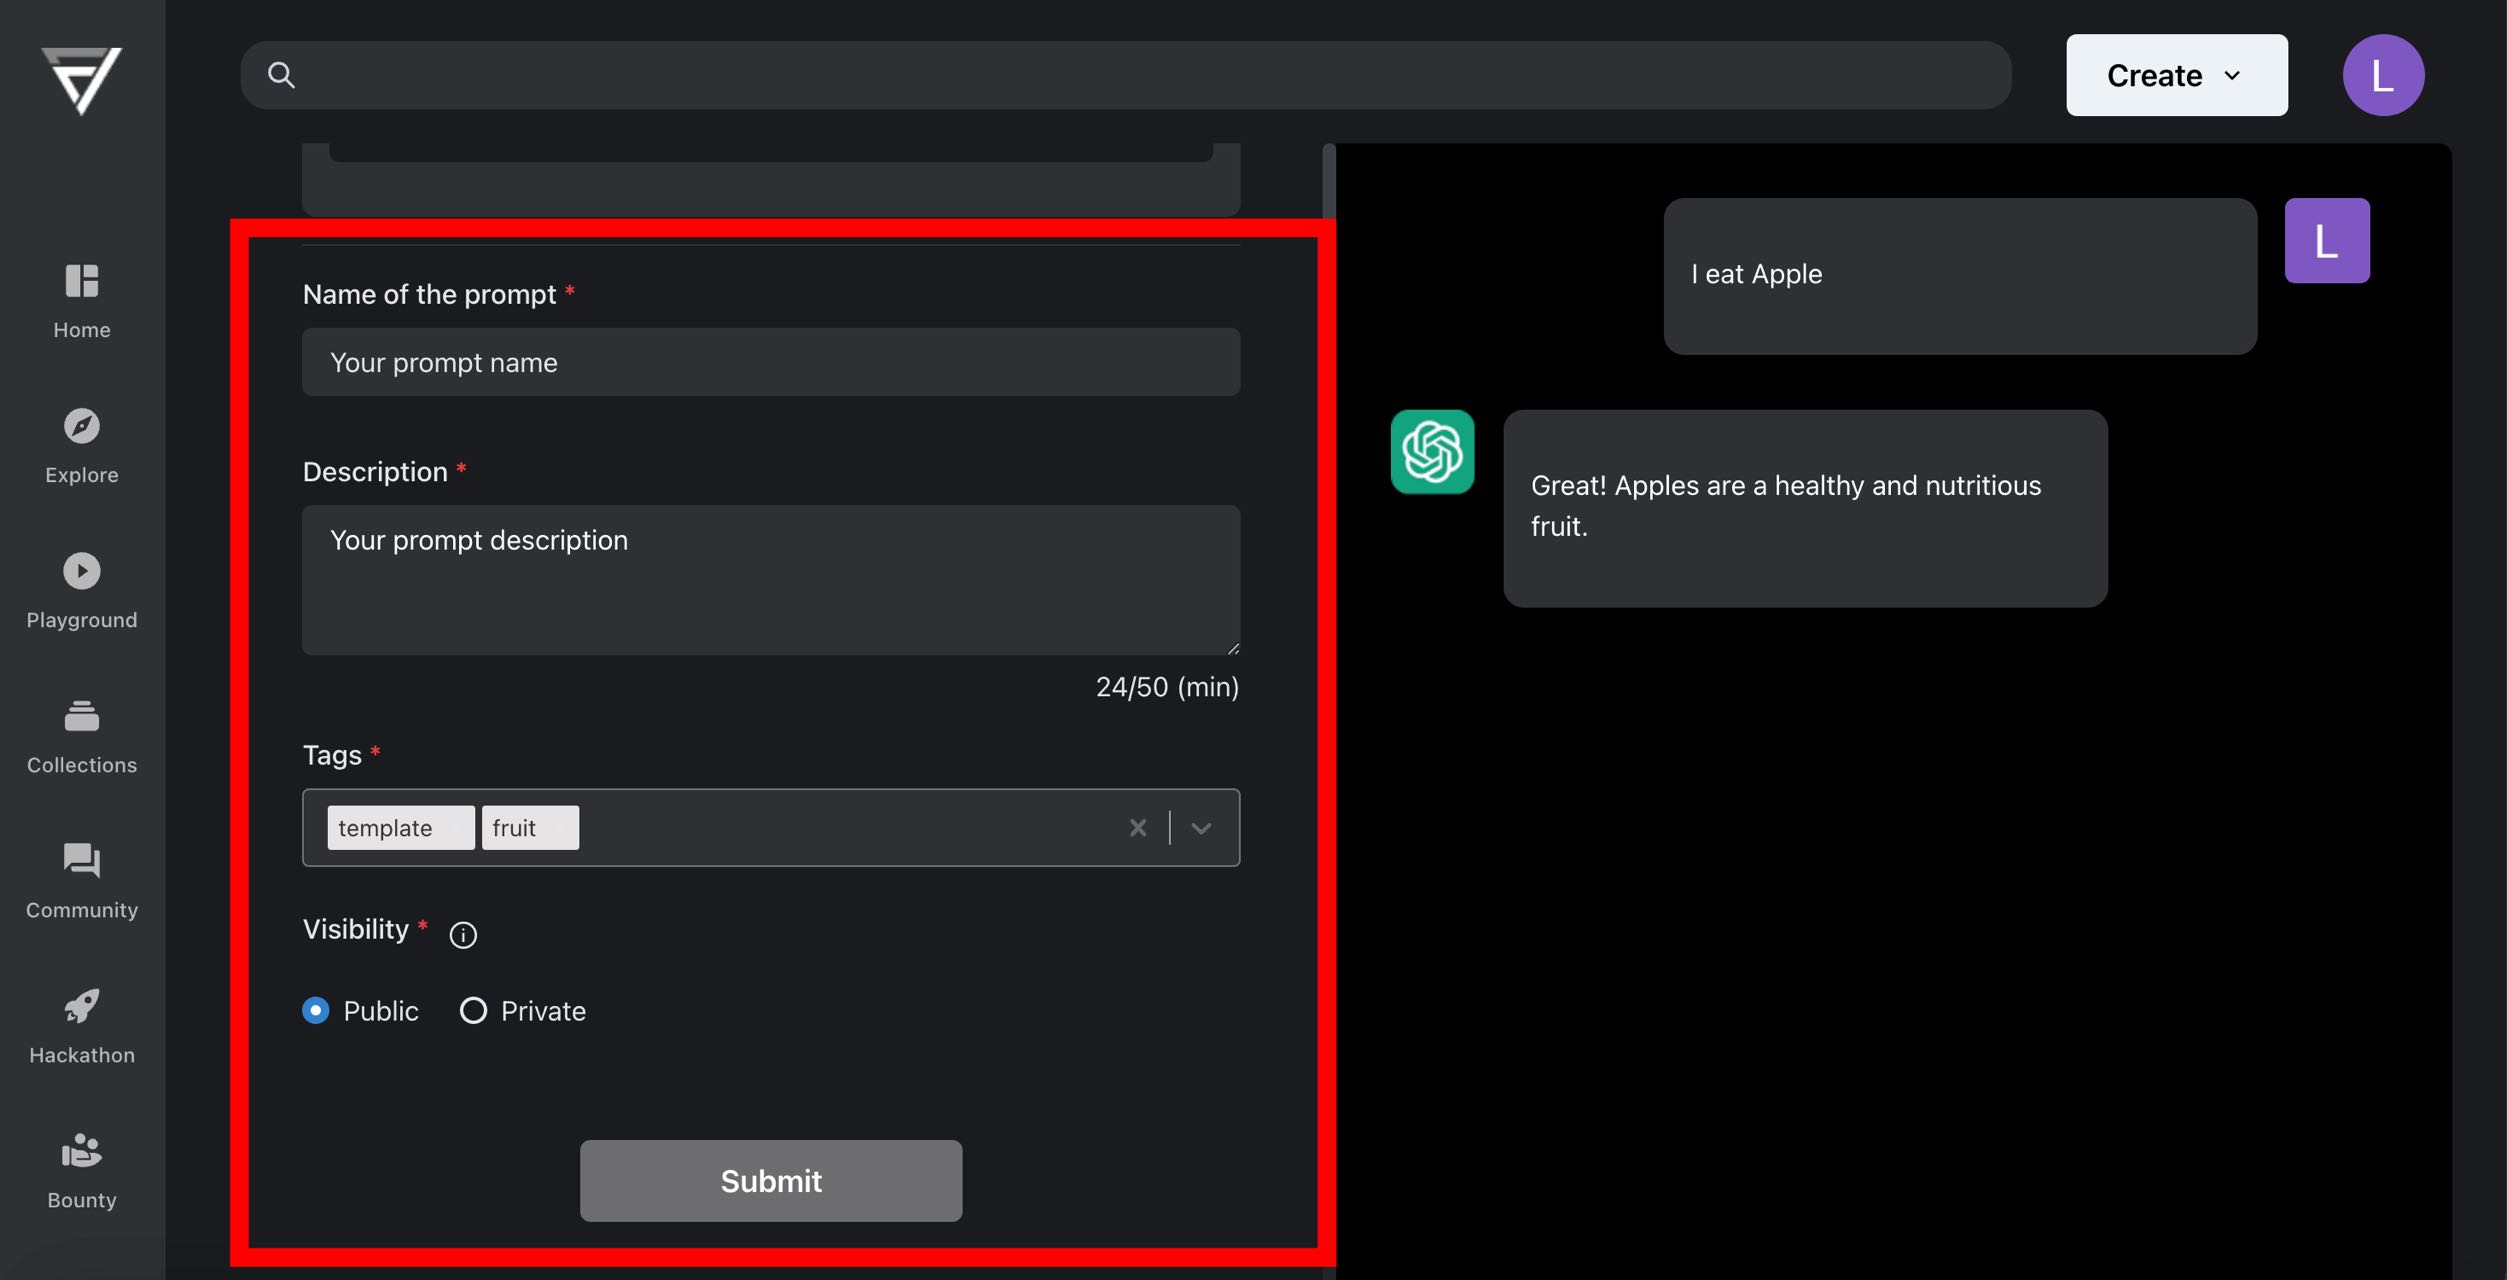 Create
L
Home
Explore
Playground
Collections
Community
Hackathon
Bounty
Name of the prompt *
Your prompt name
Description *
Your prompt description
24/50 (min)
Tags *
template
fruit
Visibility *
Public
Private
Submit
I eat Apple
L
Great! Apples are a healthy and nutritious
fruit.